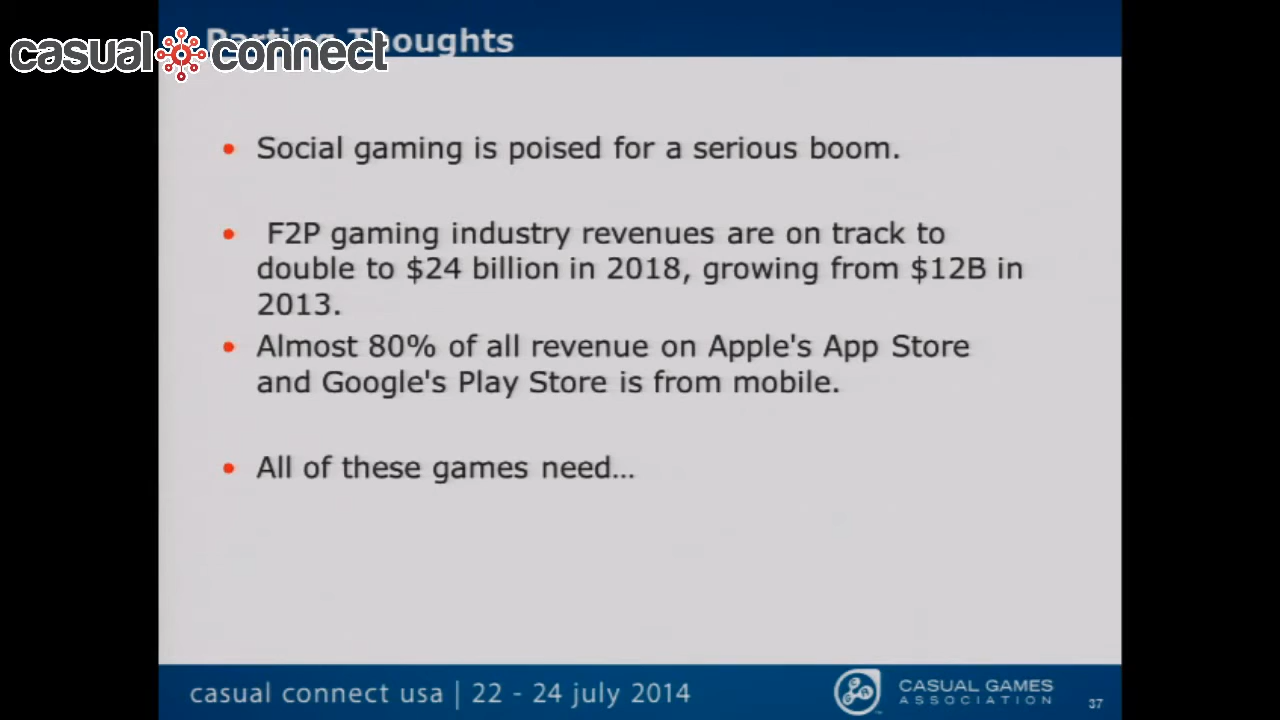 Parting Thoughts
casual connect
• Social gaming is poised for a serious boom.
• F2P gaming industry revenues are on track to
double to $24 billion in 2018, growing from $12B in
2013.
• Almost 80% of all revenue on Apple's App Store
and Google's Play Store is from mobile.
• All of these games need…
casual connect usa | 22 - 24 july 2014
CASUAL GAMES
ASSOCIATION
37